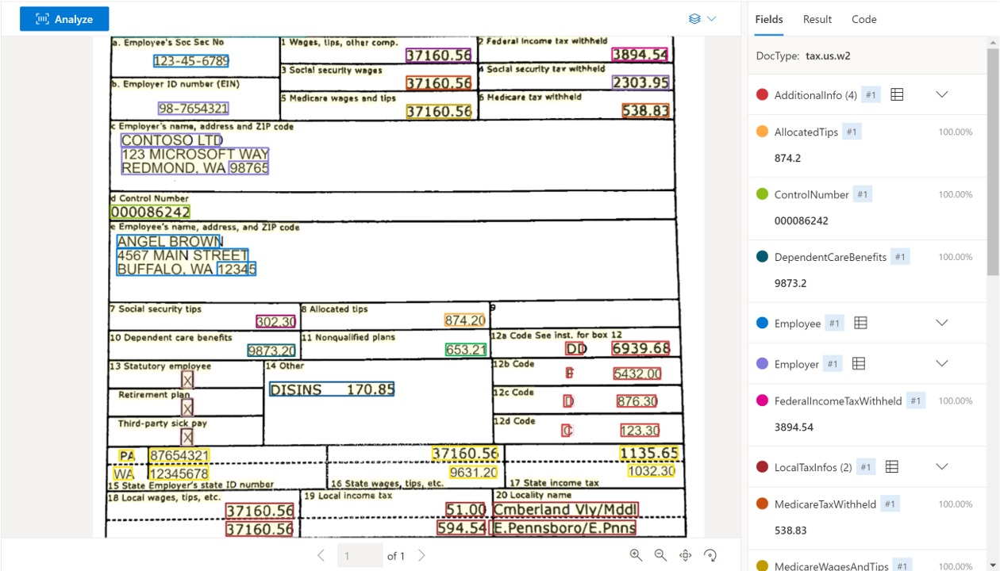 Analyze
Fields Result Code
DocType: tax.us.w2
a. Employee's Soc Sec No
123-45-6789
1 Wages, tips, other comp.
37160.56
2 Federal income tax withheld
3894.54
3 Social security wages
37160.56
4 Social security tax withheld
2303.95
b. Employer ID number (EIN)
98-7654321
5 Medicare wages and tips
37160.56
6 Medicare tax withheld
538.83
c Employer's name, address and ZIP code
CONTOSO LTD
123 MICROSOFT WAY
REDMOND, WA 98765
d Control Number
000086242
e Employee's name, address, and ZIP code
ANGEL BROWN
4567 MAIN STREET
BUFFALO, WA 12345
7 Social security tips
302.30
8 Allocated tips
874.20
9
10 Dependent care benefits
9873.20
11 Nonqualified plans
653.21
12a Code See inst. for box 12
DD 6939.68
13 Statutory employee
X
Retirement plan
X
Third-party sick pay
X
14 Other
DISINS 170.85
12b Code
5432.00
12c Code
D 876.30
12d Code
C 123.30
PA 87654321 37160.56 1135.65
WA 12345678 9631.20 1032.30
15 State Employer's state ID number 16 State wages, tips, etc. 17 State income tax
18 Local wages, tips, etc. 19 Local income tax 20 Locality name
37160.56 51.00 Cmberland Vly/Mddl
37160.56 594.54 E.Pennsboro/E.Pnns
1 of 1
AdditionalInfo (4) #1
AllocatedTips #1 100.00%
874.2
ControlNumber #1 100.00%
000086242
DependentCareBenefits #1 100.00%
9873.2
Employee #1
Employer #1
FederalIncomeTaxWithheld #1 100.00%
3894.54
LocalTaxInfos (2) #1
MedicareTaxWithheld #1 100.00%
538.83
MedicareWagesAndTips #1 100.00%